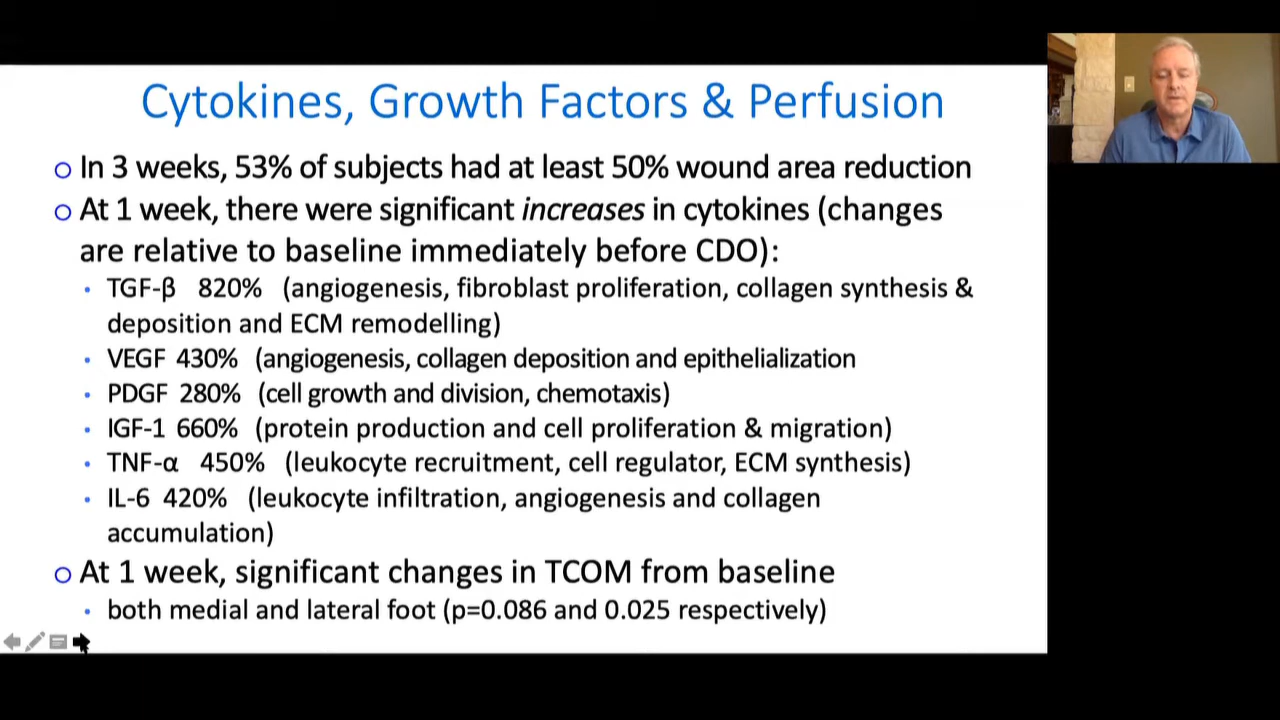 Cytokines, Growth Factors & Perfusion
In 3 weeks, 53% of subjects had at least 50% wound area reduction
At 1 week, there were significant increases in cytokines (changes
are relative to baseline immediately before CDO):
TGF-β 820% (angiogenesis, fibroblast proliferation, collagen synthesis &
deposition and ECM remodelling)
VEGF 430% (angiogenesis, collagen deposition and epithelialization
PDGF 280% (cell growth and division, chemotaxis)
IGF-1 660% (protein production and cell proliferation & migration)
TNF-α 450% (leukocyte recruitment, cell regulator, ECM synthesis)
IL-6 420% (leukocyte infiltration, angiogenesis and collagen
accumulation)
At 1 week, significant changes in TCOM from baseline
both medial and lateral foot (p=0.086 and 0.025 respectively)